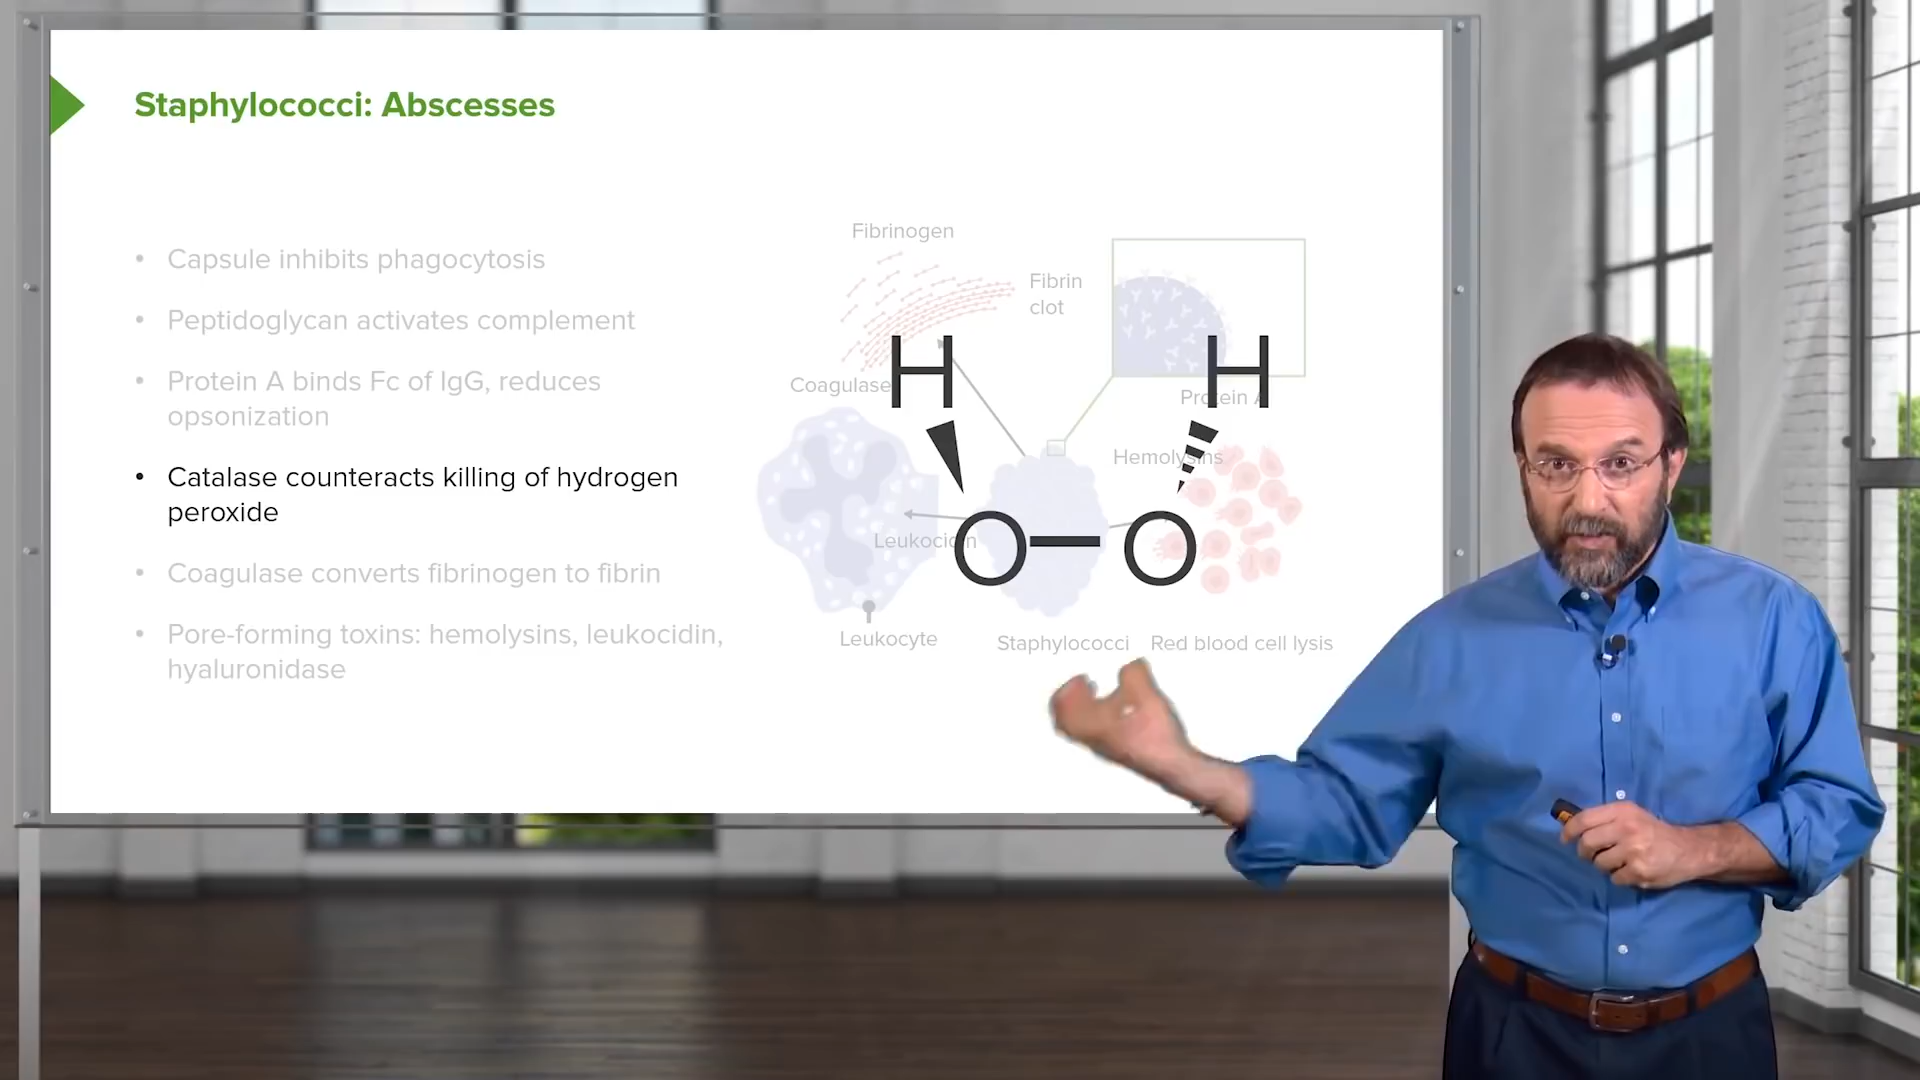 Staphylococci: Abscesses
• Capsule inhibits phagocytosis
• Peptidoglycan activates complement
• Protein A binds Fc of IgG, reduces
opsonization
• Catalase counteracts killing of hydrogen
peroxide
• Coagulase converts fibrinogen to fibrin
• Pore-forming toxins: hemolysins, leukocidin,
hyaluronidase
Fibrinogen
Fibrin
clot
H
H
Coagulase
Protein A
Hemolysins
Leukocidin
O
O
Leukocyte
Staphylococci
Red blood cell lysis